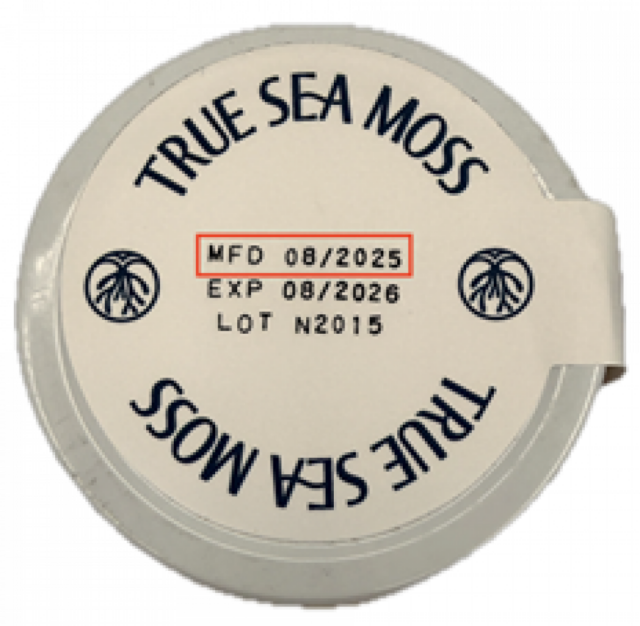 TRUE SEA MOSS
MFD 08/2025
EXP 08/2026
LOT N2015
TRUE SEA MOSS